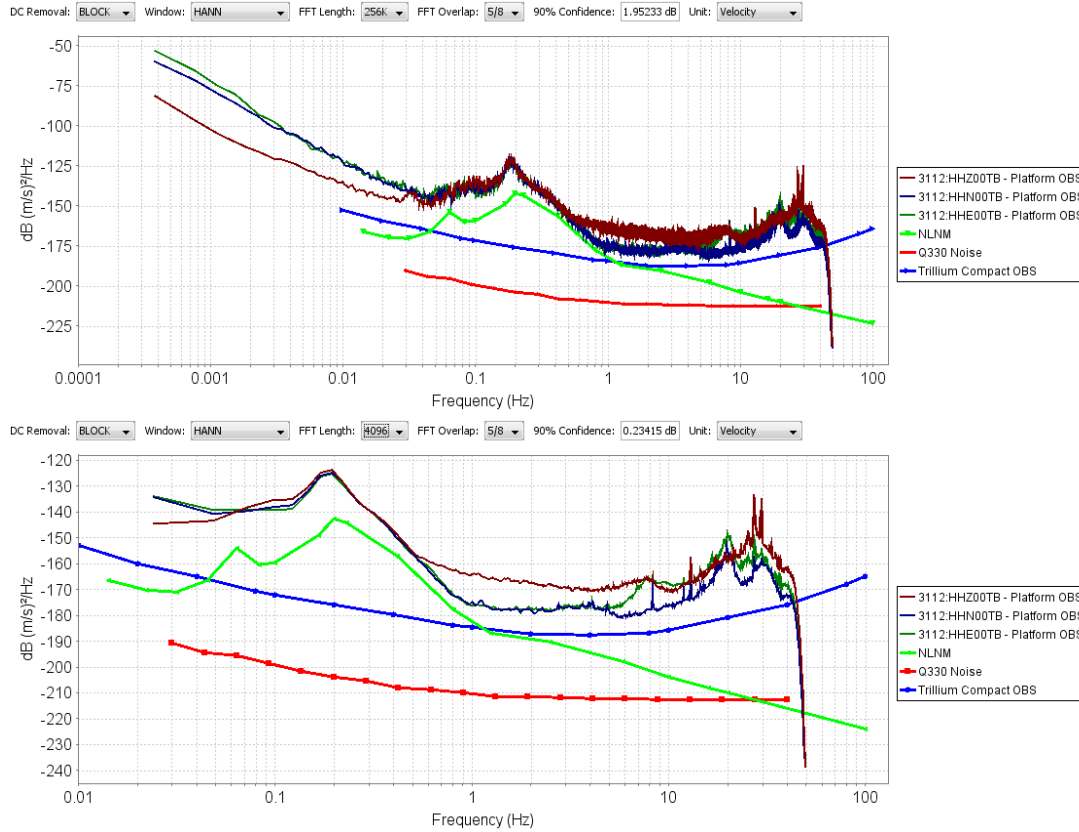 DC Removal: BLOCK Window: HANN FFT Length: 256K FFT Overlap: 5/8 90% Confidence: 1.95233 dB Unit: Velocity
-50
-75
-100
-125
-150
-175
-200
-225
dB (m/s)²/Hz
0.0001 0.001 0.01 0.1 1 10 100
Frequency (Hz)
3112:HHZ00TB - Platform OBS
3112:HHN00TB - Platform OBS
3112:HHE00TB - Platform OBS
NLNM
Q330 Noise
Trillium Compact OBS
DC Removal: BLOCK Window: HANN FFT Length: 4096 FFT Overlap: 5/8 90% Confidence: 0.23415 dB Unit: Velocity
-120
-130
-140
-150
-160
-170
-180
-190
-200
-210
-220
-230
-240
dB (m/s)²/Hz
0.01 0.1 1 10 100
Frequency (Hz)
3112:HHZ00TB - Platform OBS
3112:HHN00TB - Platform OBS
3112:HHE00TB - Platform OBS
NLNM
Q330 Noise
Trillium Compact OBS